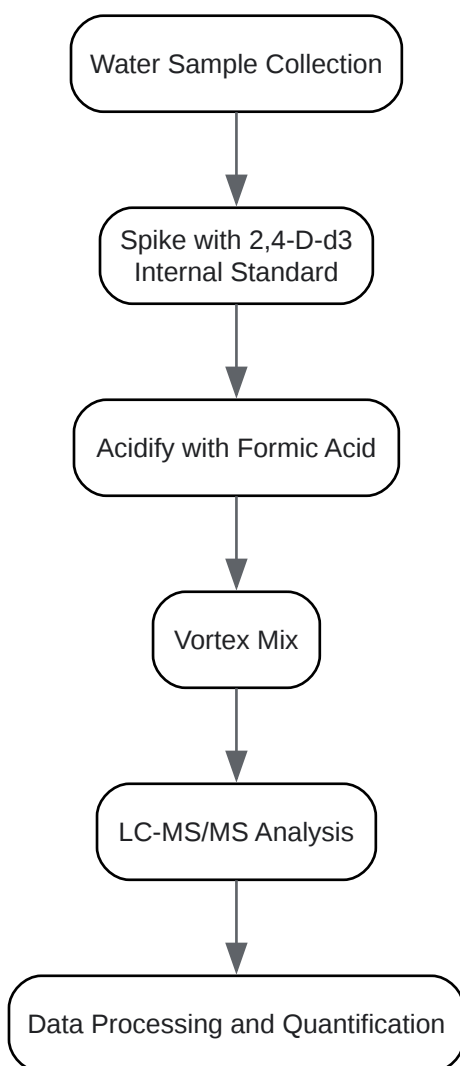 Water Sample Collection
Spike with 2,4-D-d3
Internal Standard
Acidify with Formic Acid
Vortex Mix
LC-MS/MS Analysis
Data Processing and Quantification